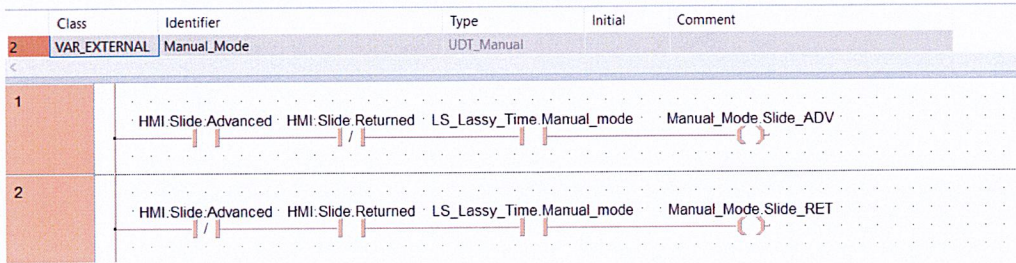 Class Identifier Type Initial Comment
2 VAR_EXTERNAL Manual_Mode UDT_Manual
<
1
HMI.Slide.Advanced HMI.Slide.Returned LS_Lassy_Time.Manual_mode Manual_Mode.Slide_ADV
/
2
HMI.Slide.Advanced HMI.Slide.Returned LS_Lassy_Time.Manual_mode Manual_Mode.Slide_RET
/